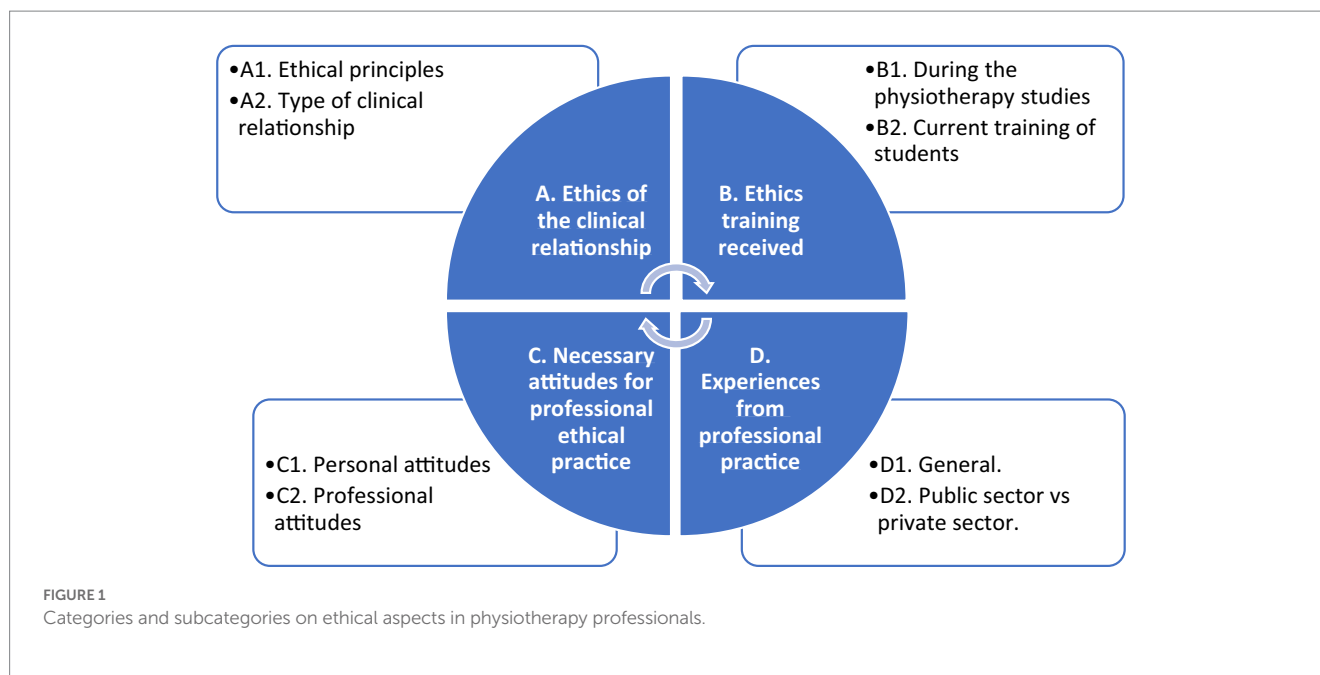 •A1. Ethical principles
•A2. Type of clinical
relationship
•B1. During the
physiotherapy studies
•B2. Current training of
students
A. Ethics of
the clinical
relationship
B. Ethics
training
received
C. Necessary
attitudes for
professional
ethical
practice
D.
Experiences
from
professional
practice
•C1. Personal attitudes
•C2. Professional
attitudes
•D1. General.
•D2. Public sector vs
private sector.
FIGURE 1
Categories and subcategories on ethical aspects in physiotherapy professionals.